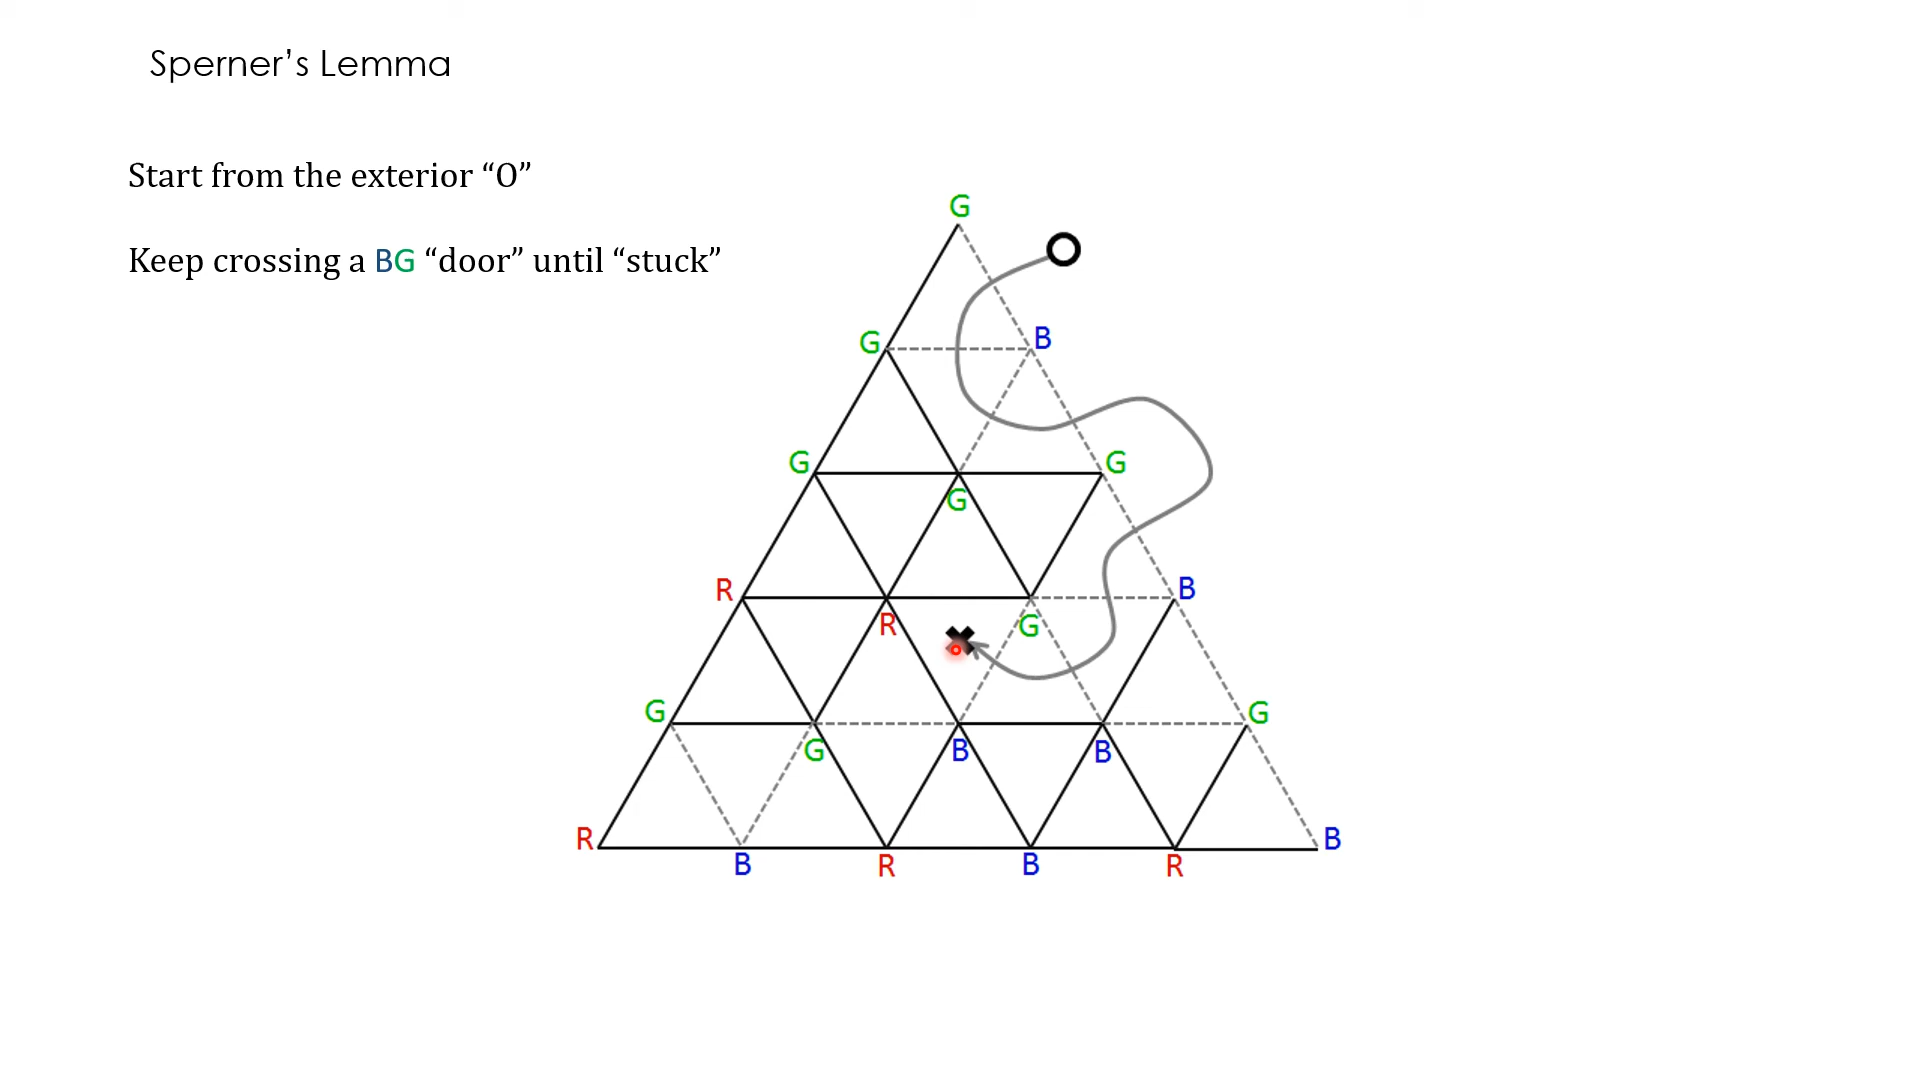 Sperner’s Lemma
Start from the exterior “O”
Keep crossing a BG “door” until “stuck”
G
G B
G G G
R R G B
G G B B G
R B R B R B